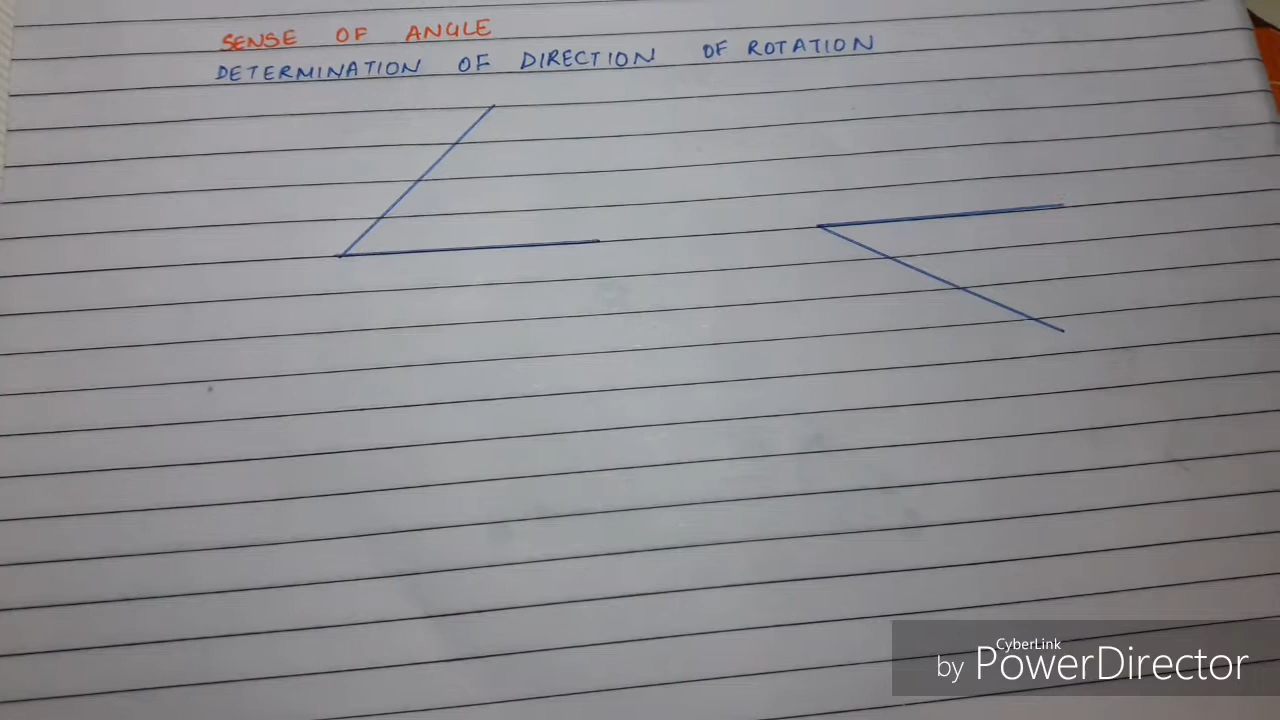 SENSE OF ANGLE
DETERMINATION OF DIRECTION OF ROTATION
CyberLink
by PowerDirector